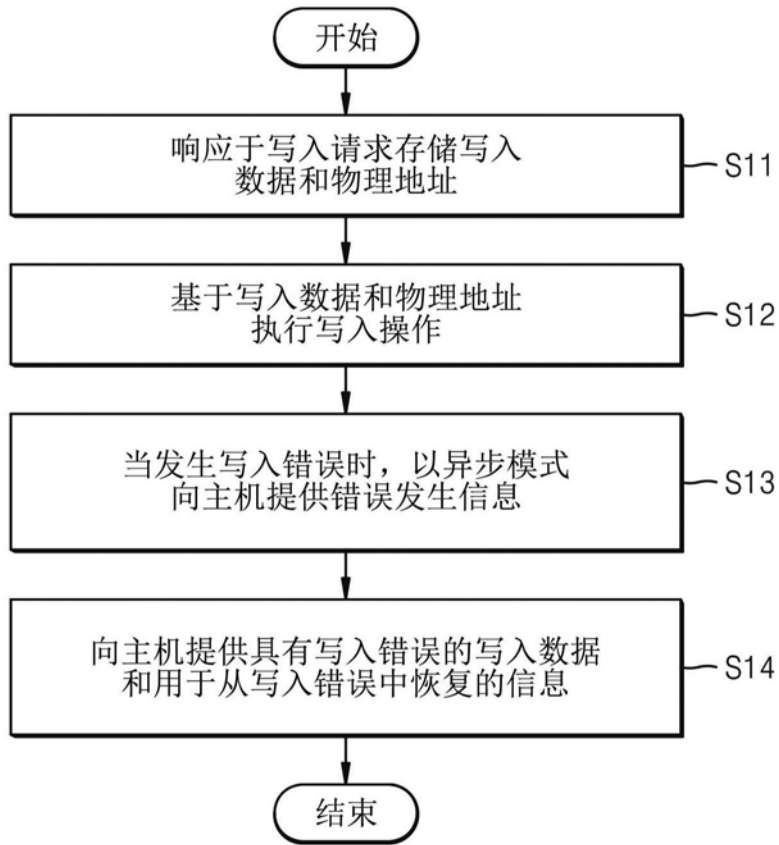 开始
响应于写入请求存储写入
数据和物理地址
S11
基于写入数据和物理地址
执行写入操作
S12
当发生写入错误时，以异步模式
向主机提供错误发生信息
S13
向主机提供具有写入错误的写入数据
和用于从写入错误中恢复的信息
S14
结束